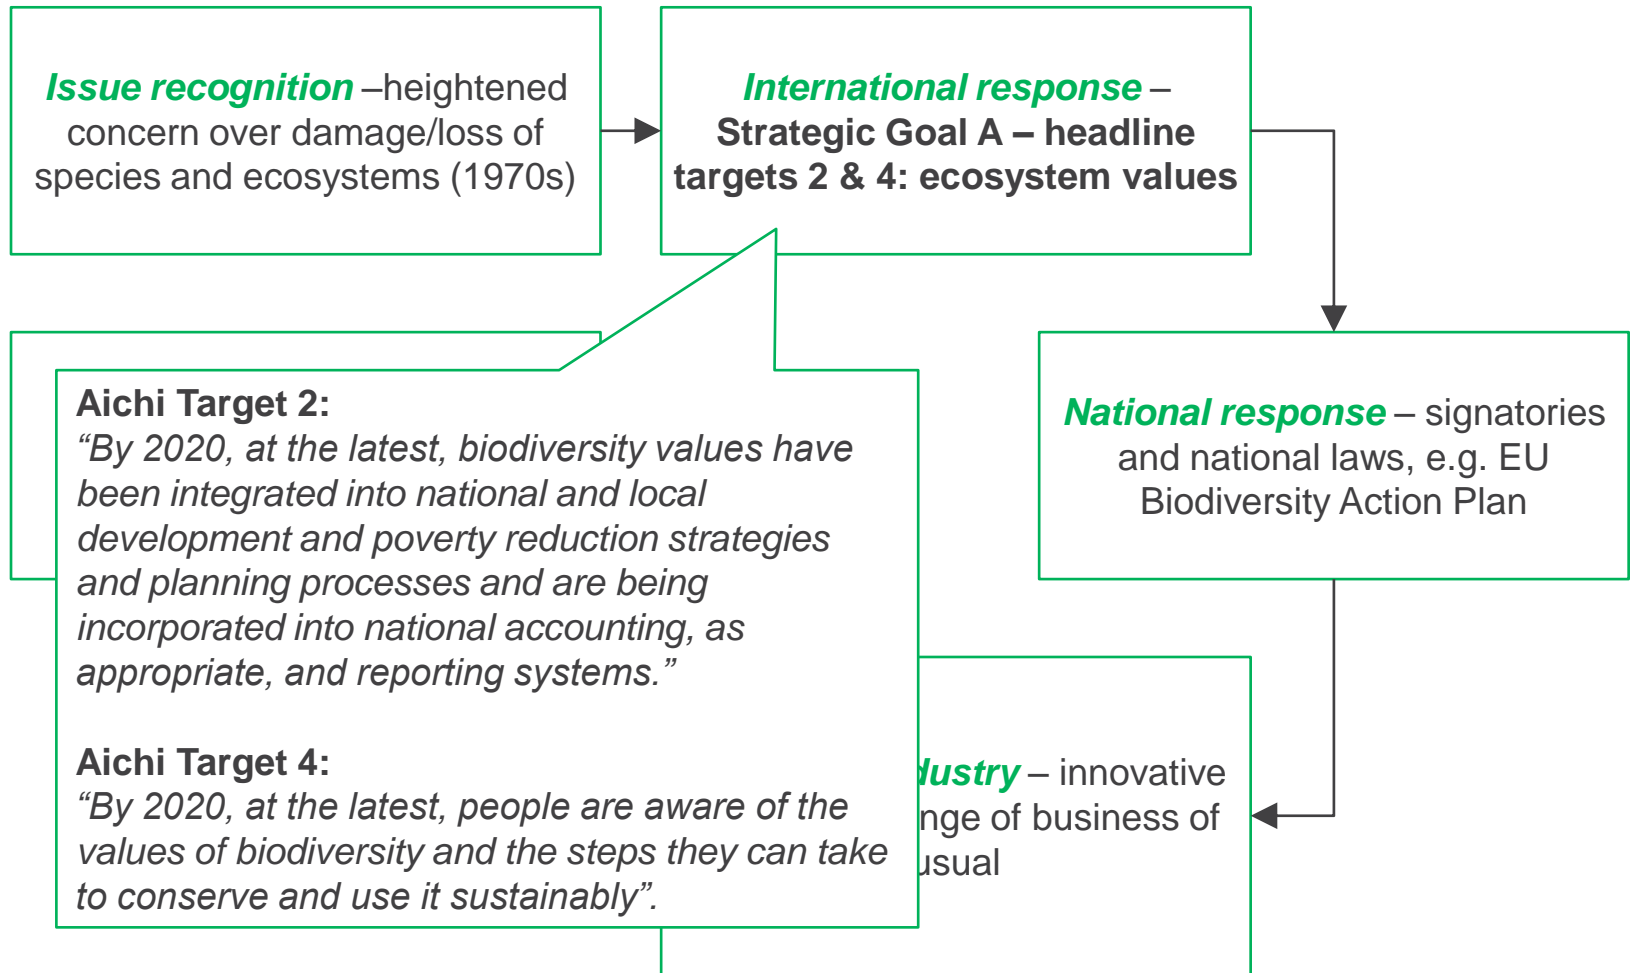 Issue recognition –heightened
concern over damage/loss of
species and ecosystems (1970s)
International response –
Strategic Goal A – headline
targets 2 & 4: ecosystem values
National response – signatories
and national laws, e.g. EU
Biodiversity Action Plan
Aichi Target 2:
“By 2020, at the latest, biodiversity values have
been integrated into national and local
development and poverty reduction strategies
and planning processes and are being
incorporated into national accounting, as
appropriate, and reporting systems.”
Aichi Target 4:
“By 2020, at the latest, people are aware of the
values of biodiversity and the steps they can take
to conserve and use it sustainably”.
– innovative
of business of
usual